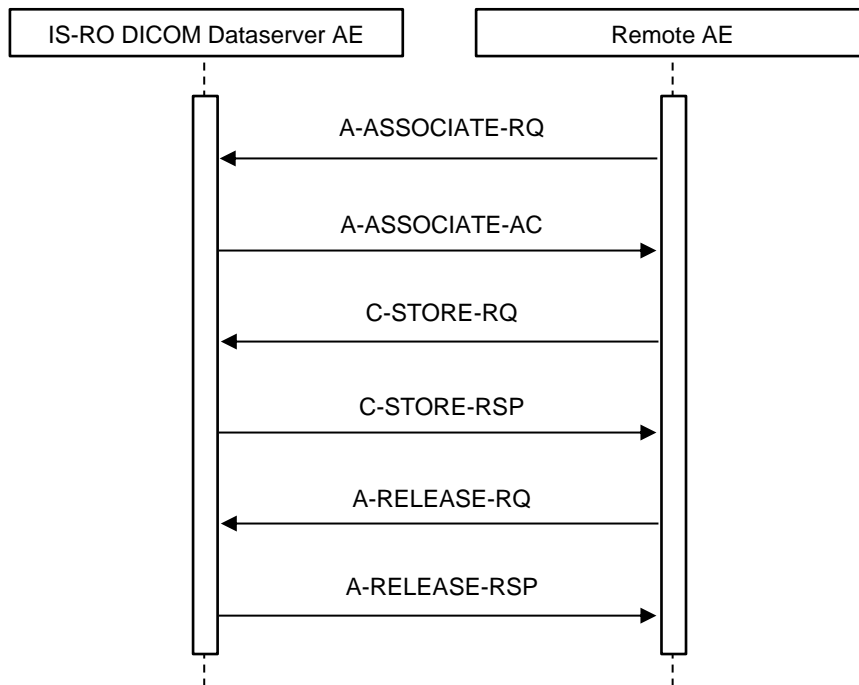 IS-RO DICOM Dataserver AE
Remote AE
A-ASSOCIATE-RQ
A-ASSOCIATE-AC
C-STORE-RQ
C-STORE-RSP
A-RELEASE-RQ
A-RELEASE-RSP